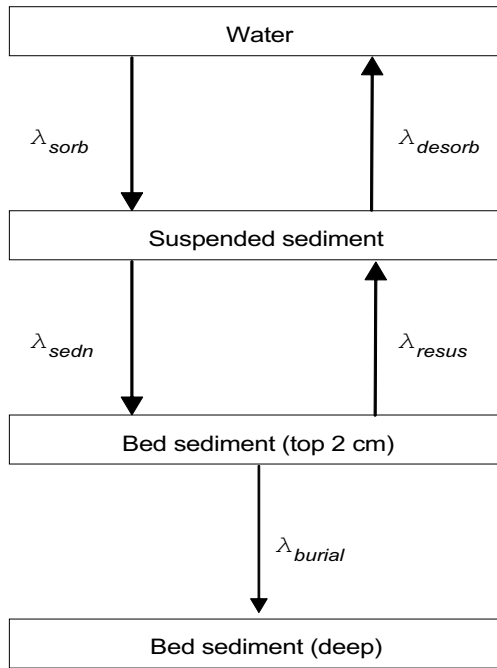 Water
λsorb
λdesorb
Suspended sediment
λsedn
λresus
Bed sediment (top 2 cm)
λburial
Bed sediment (deep)